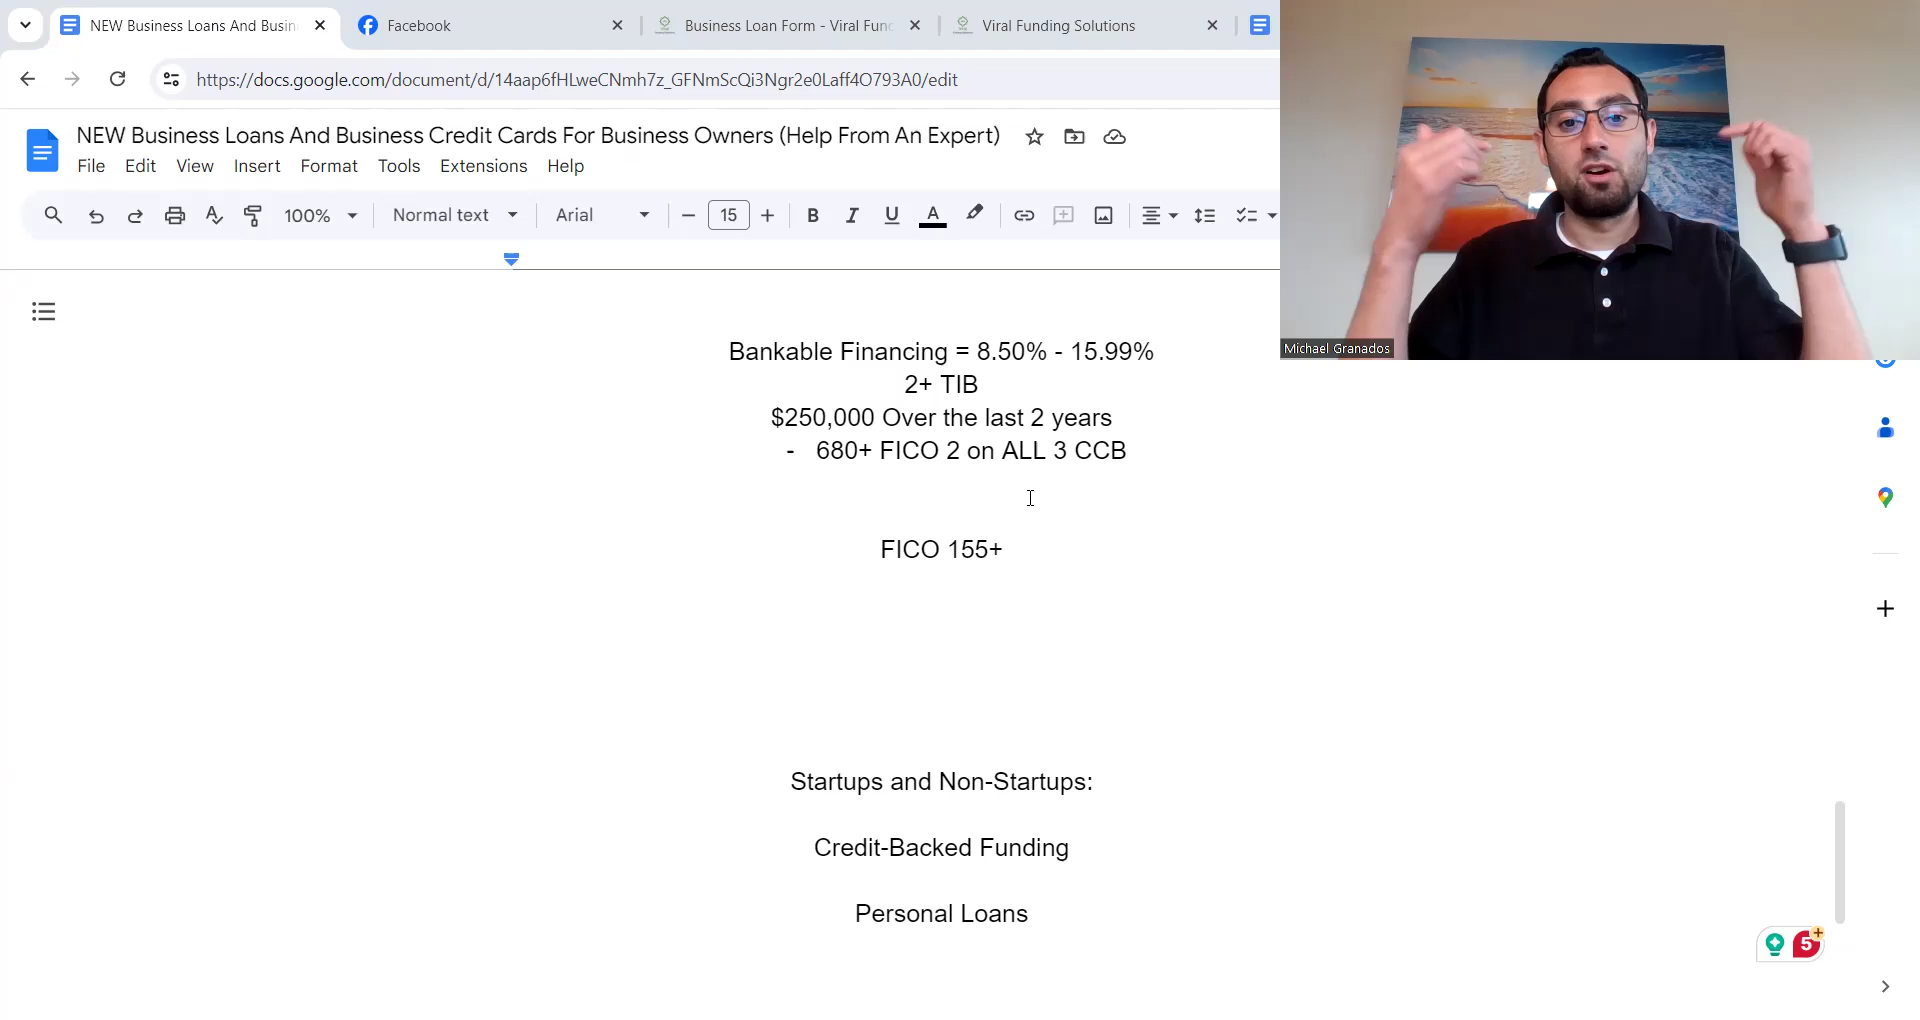 NEW Business Loans And Busin
Facebook
Business Loan Form - Viral Func
Viral Funding Solutions
https://docs.google.com/document/d/14aap6fHLweCNmh7z_GFNmScQi3Ngr2e0Laff4O793A0/edit
NEW Business Loans And Business Credit Cards For Business Owners (Help From An Expert)
File Edit View Insert Format Tools Extensions Help
100% Normal text Arial 15 B I U A
Michael Granados
Bankable Financing = 8.50% - 15.99%
2+ TIB
$250,000 Over the last 2 years
- 680+ FICO 2 on ALL 3 CCB
FICO 155+
Startups and Non-Startups:
Credit-Backed Funding
Personal Loans
5